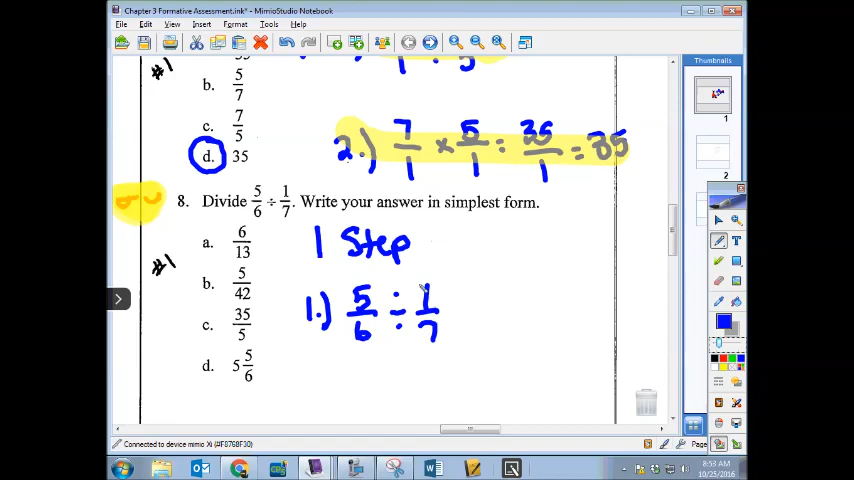 Chapter 3 Formative Assessment.ink* - MimioStudio Notebook
File Edit View Insert Format Tools Help
Thumbnails
#1
b. 5/7
c. 7/5
d. 35
2.) 7/1 × 5/1 = 35/1 = 35
8. Divide 5/6 ÷ 1/7. Write your answer in simplest form.
#1
a. 6/13
b. 5/42
c. 35/5
d. 5 5/6
1 Step
1.) 5/6 ÷ 1/7
1
2
Connected to device mimio Xi (#F8768F30)
Page
8:53 AM
10/25/2016